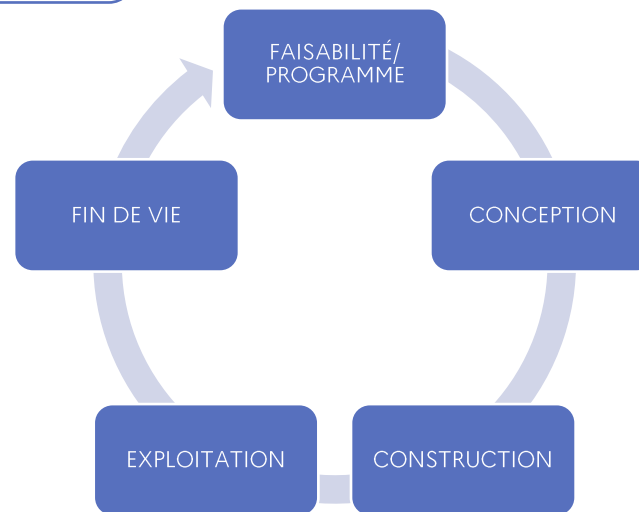 FAISABILITÉ/
PROGRAMME
CONCEPTION
CONSTRUCTION
EXPLOITATION
FIN DE VIE